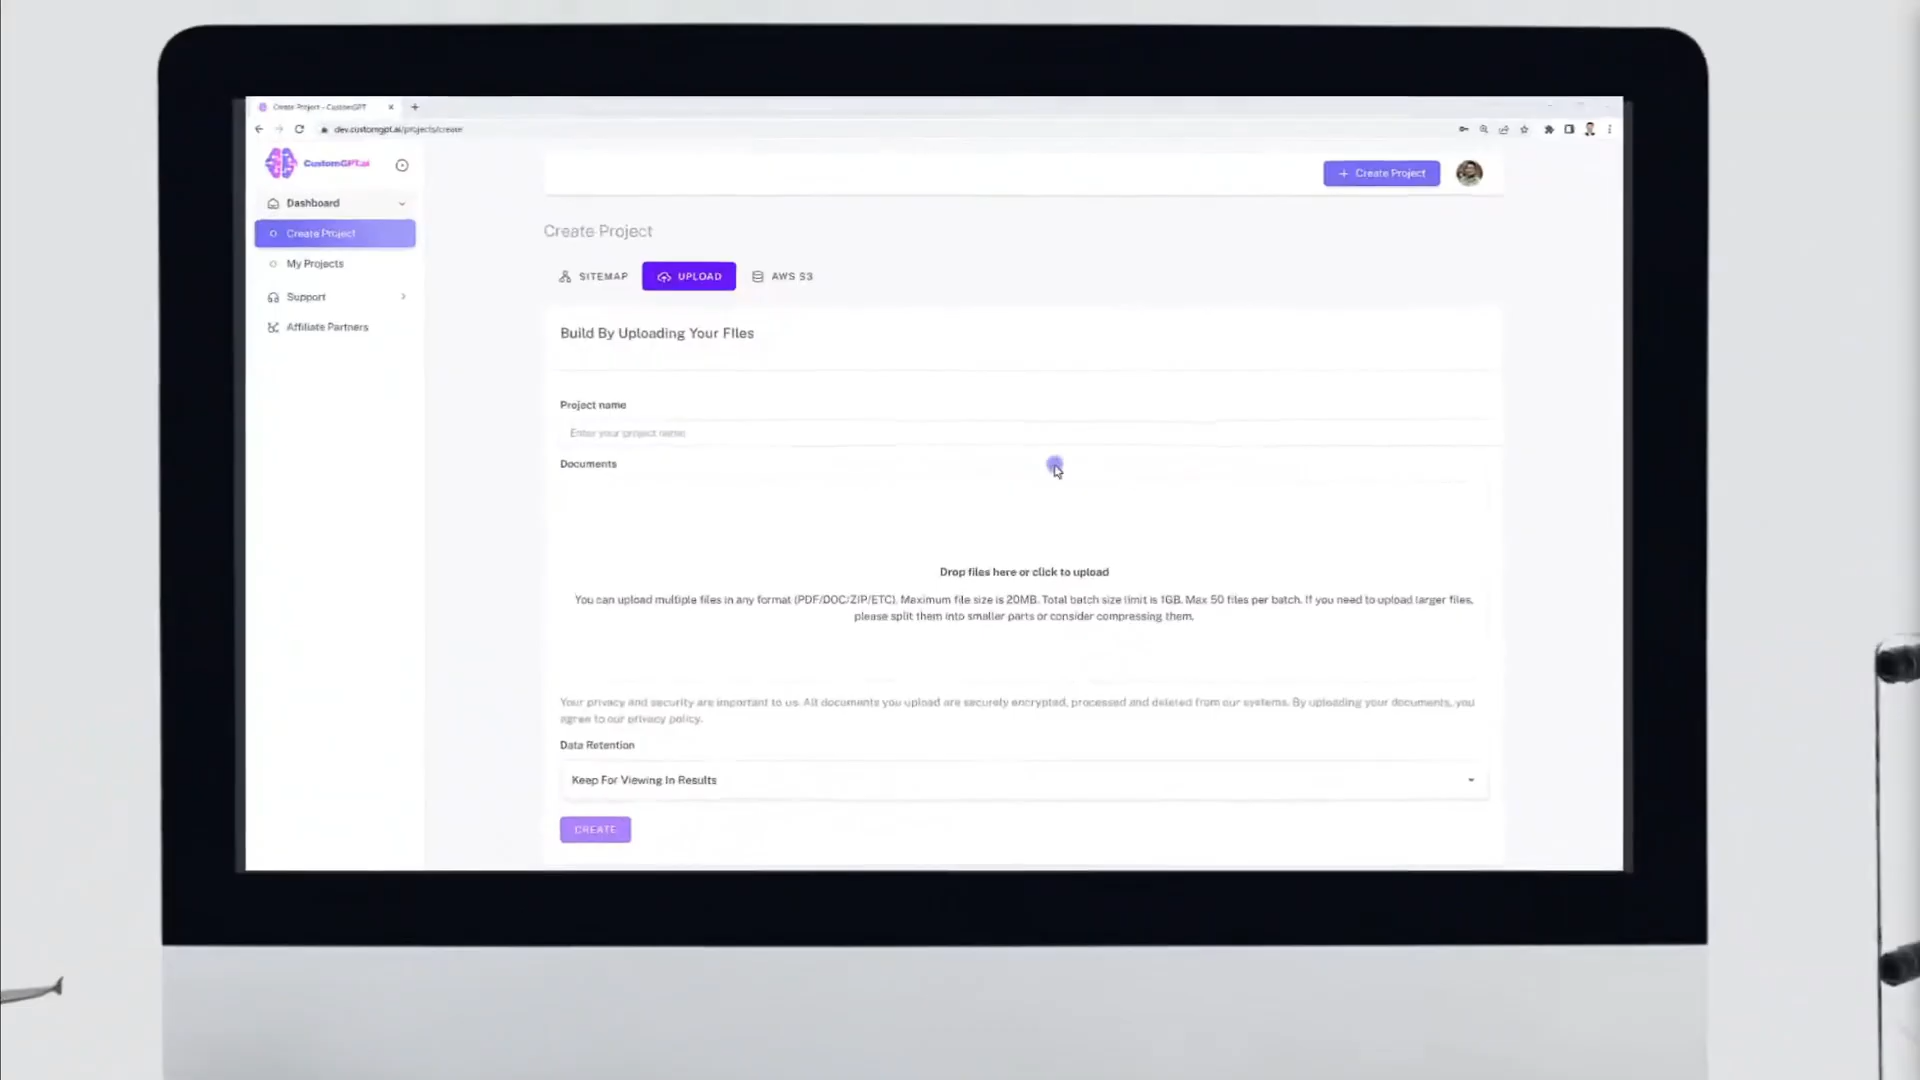 Create Project - CustomGPT
dev.customgpt.ai/projects/create
CustomGPT.ai
+ Create Project
Dashboard
Create Project
My Projects
Support
Affiliate Partners
Create Project
SITEMAP
UPLOAD
AWS S3
Build By Uploading Your FIles
Project name
Enter your project name
Documents
Drop files here or click to upload
You can upload multiple files in any format (PDF/DOC/ZIP/ETC). Maximum file size is 20MB. Total batch size limit is 1GB. Max 50 files per batch. If you need to upload larger files,
please split them into smaller parts or consider compressing them.
Your privacy and security are important to us. All documents you upload are securely encrypted, processed and deleted from our systems. By uploading your documents, you
agree to our privacy policy.
Data Retention
Keep For Viewing In Results
CREATE